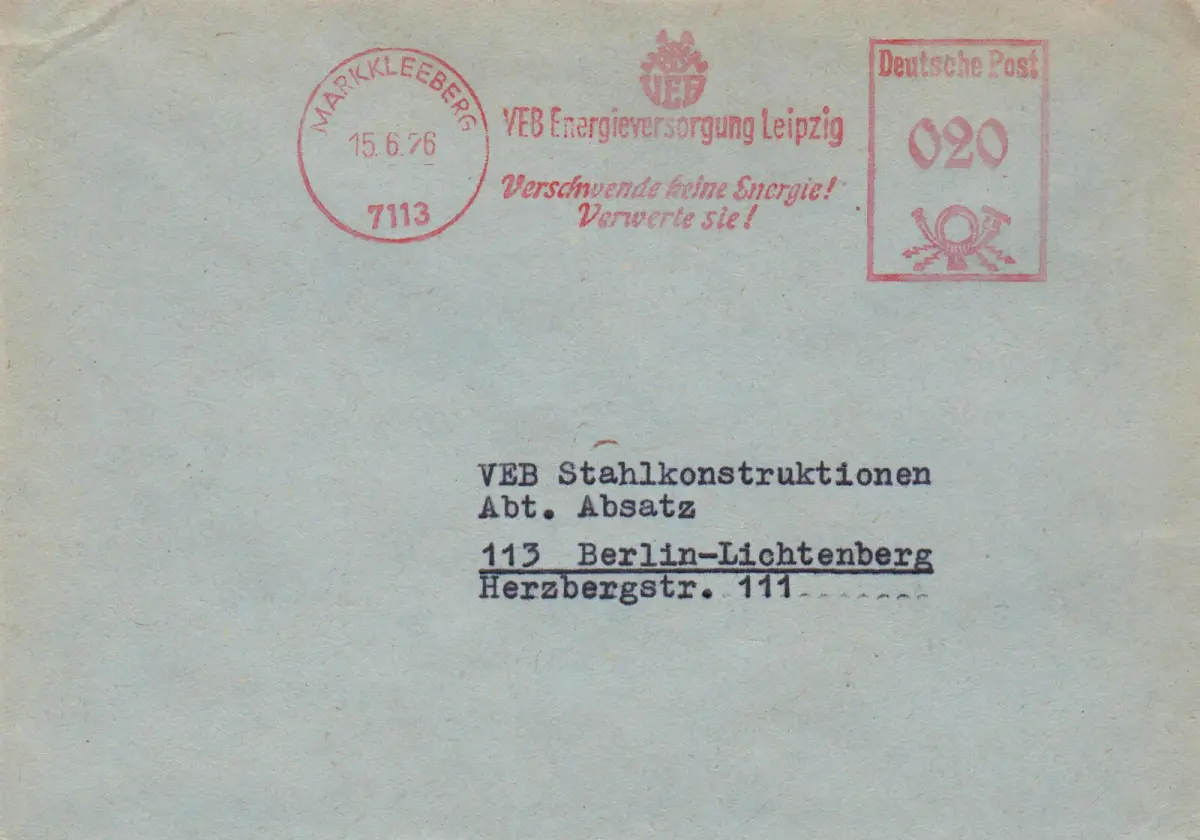 MARKKLEEBERG
15.6.76
7113
VEB
VEB Energieversorgung Leipzig
Verschwende keine Energie!
Verwerte sie!
Deutsche Post
020
VEB Stahlkonstruktionen
Abt. Absatz
113 Berlin-Lichtenberg
Herzbergstr. 111